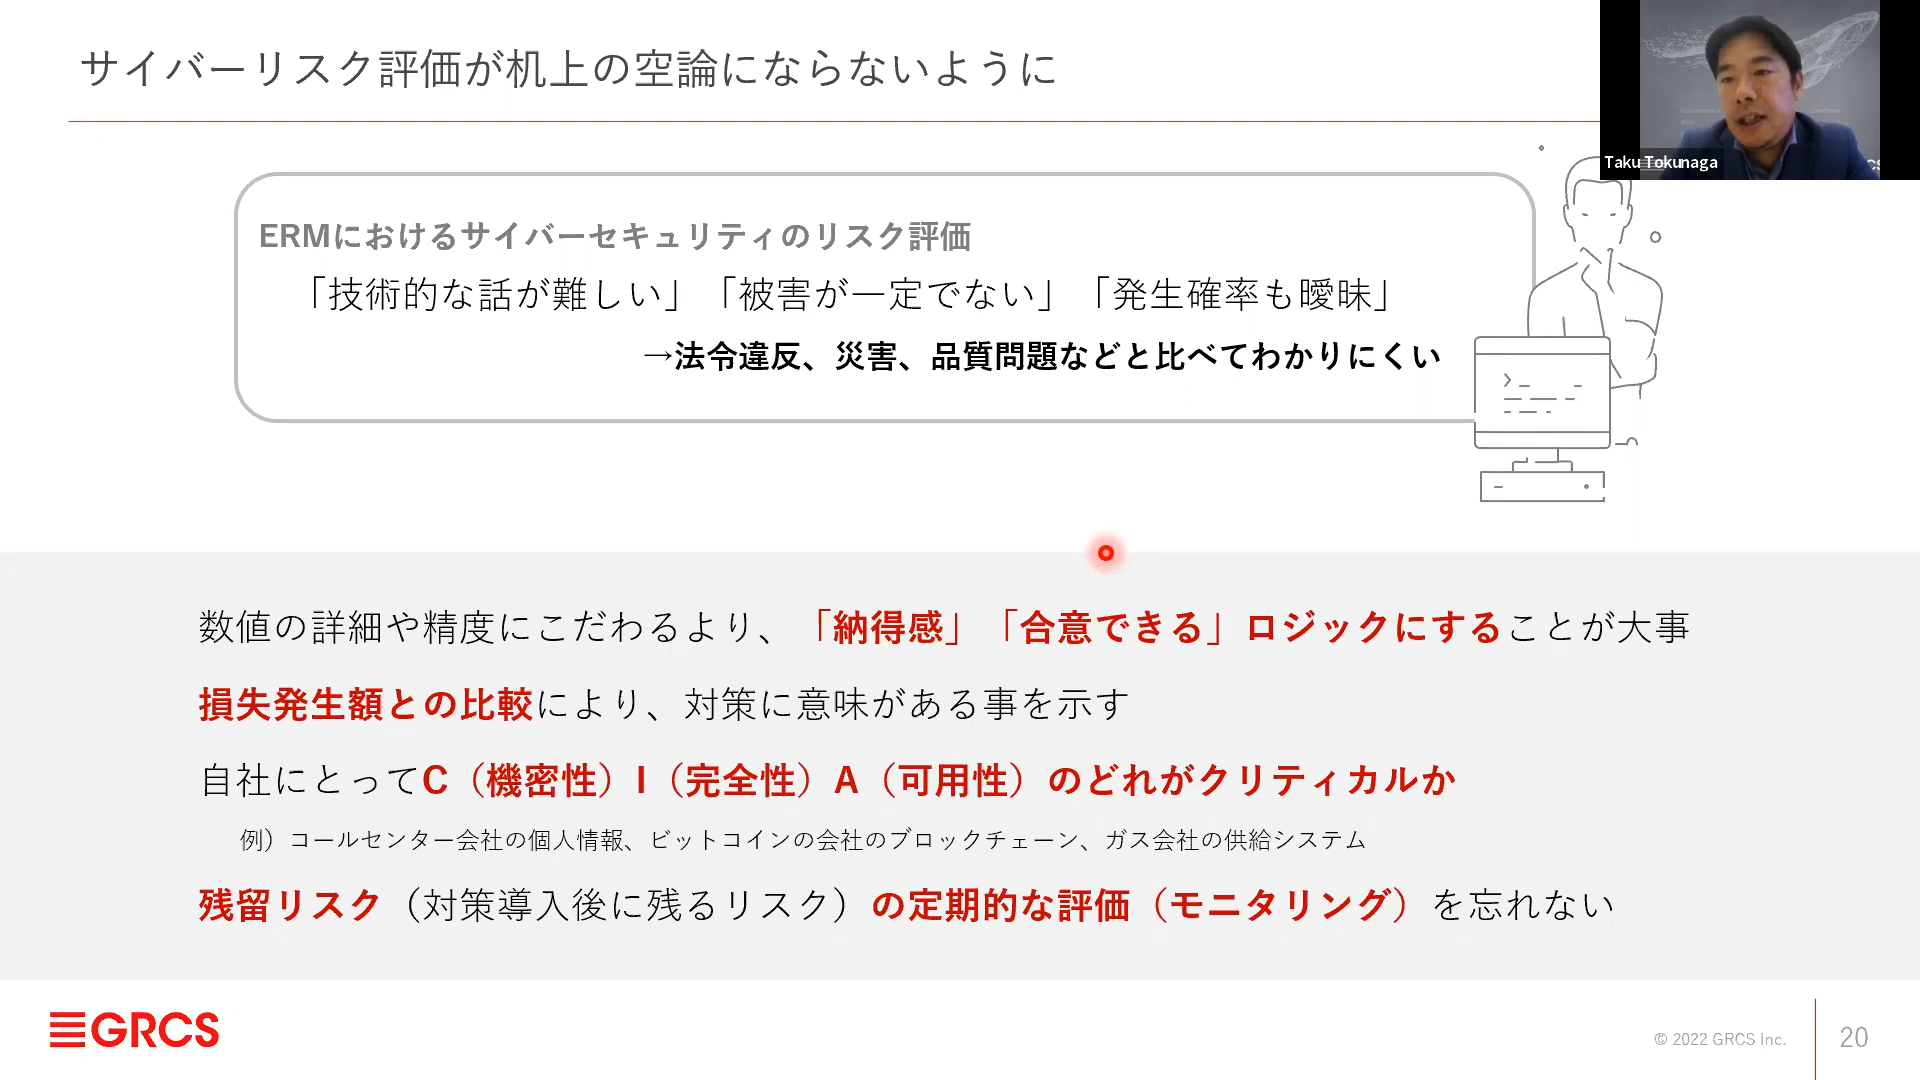 サイバーリスク評価が机上の空論にならないように
Taku Tokunaga
ERMにおけるサイバーセキュリティのリスク評価
「技術的な話が難しい」「被害が一定でない」「発生確率も曖昧」
→法令違反、災害、品質問題などと比べてわかりにくい
数値の詳細や精度にこだわるより、「納得感」「合意できる」ロジックにすることが大事
損失発生額との比較により、対策に意味がある事を示す
自社にとってC（機密性）I（完全性）A（可用性）のどれがクリティカルか
例）コールセンター会社の個人情報、ビットコインの会社のブロックチェーン、ガス会社の供給システム
残留リスク（対策導入後に残るリスク）の定期的な評価（モニタリング）を忘れない
GRCS
© 2022 GRCS Inc.
20